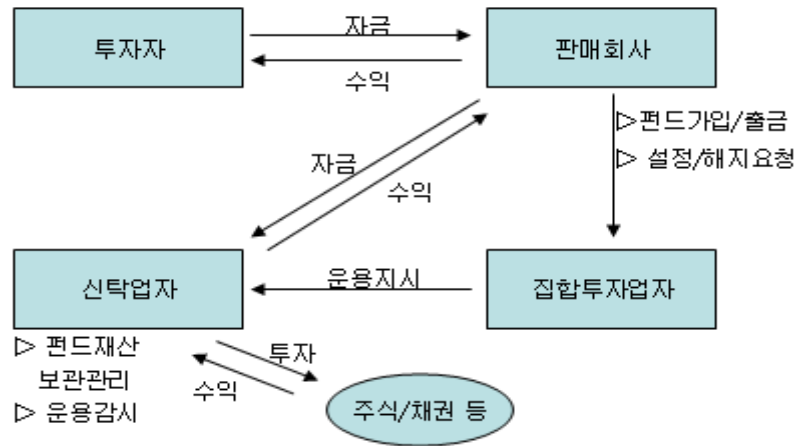 투자자
자금
수익
판매회사
▷펀드가입/출금
▷ 설정/해지요청
자금
수익
신탁업자
운용지시
집합투자업자
▷ 펀드재산
보관관리
▷ 운용감시
투자
수익
주식/채권 등